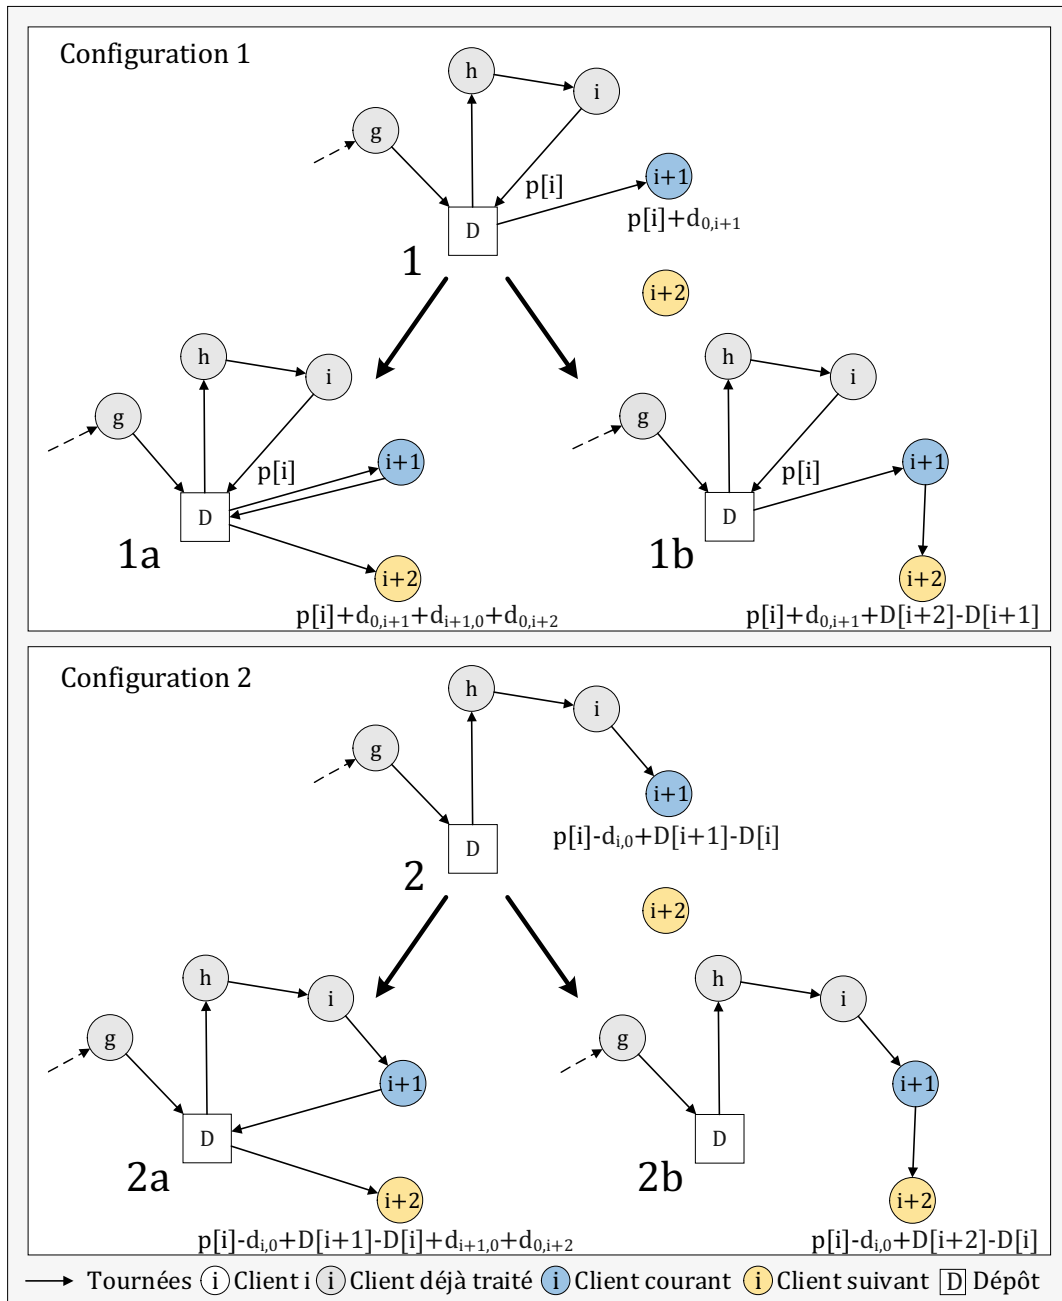 Configuration 1
h
i
g
p[i]
i+1
D
p[i]+d0,i+1
1
i+2
h
i
g
p[i]
i+1
D
1a
i+2
p[i]+d0,i+1+di+1,0+d0,i+2
h
i
g
p[i]
i+1
D
1b
i+2
p[i]+d0,i+1+D[i+2]-D[i+1]
Configuration 2
h
i
g
i+1
D
p[i]-di,0+D[i+1]-D[i]
2
i+2
h
i
g
i+1
D
2a
i+2
p[i]-di,0+D[i+1]-D[i]+di+1,0+d0,i+2
h
i
g
i+1
D
2b
i+2
p[i]-di,0+D[i+2]-D[i]
Tournées i Client i i Client déjà traité i Client courant i Client suivant D Dépôt